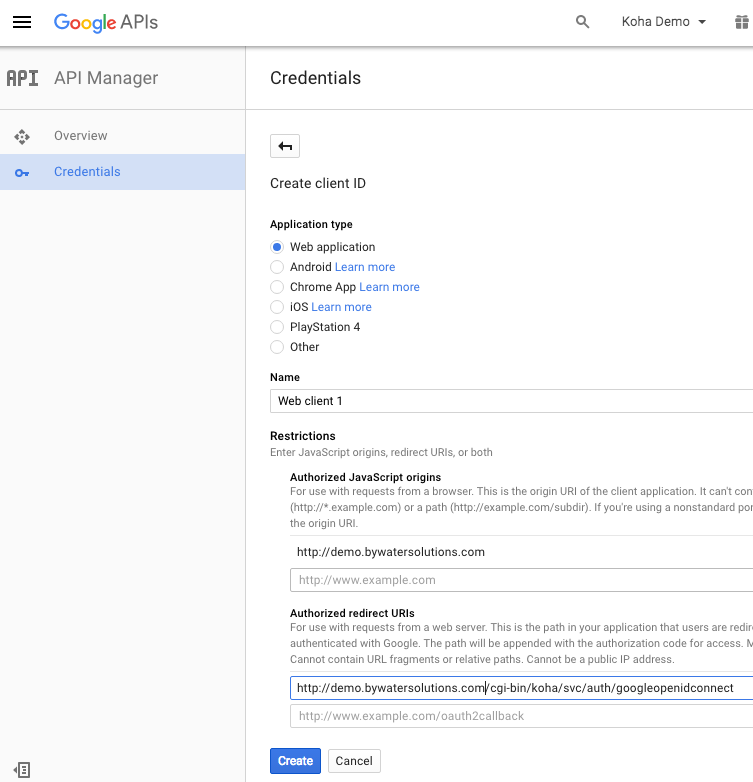 Google APIs
Koha Demo
API API Manager
Credentials
Overview
Credentials
Create client ID
Application type
Web application
Android Learn more
Chrome App Learn more
iOS Learn more
PlayStation 4
Other
Name
Web client 1
Restrictions
Enter JavaScript origins, redirect URIs, or both
Authorized JavaScript origins
For use with requests from a browser. This is the origin URI of the client application. It can't con
(http://*.example.com) or a path (http://example.com/subdir). If you're using a nonstandard por
the origin URI.
http://demo.bywatersolutions.com
http://www.example.com
Authorized redirect URIs
For use with requests from a web server. This is the path in your application that users are redire
authenticated with Google. The path will be appended with the authorization code for access. M
Cannot contain URL fragments or relative paths. Cannot be a public IP address.
http://demo.bywatersolutions.com/cgi-bin/koha/svc/auth/googleopenidconnect
http://www.example.com/oauth2callback
Create Cancel